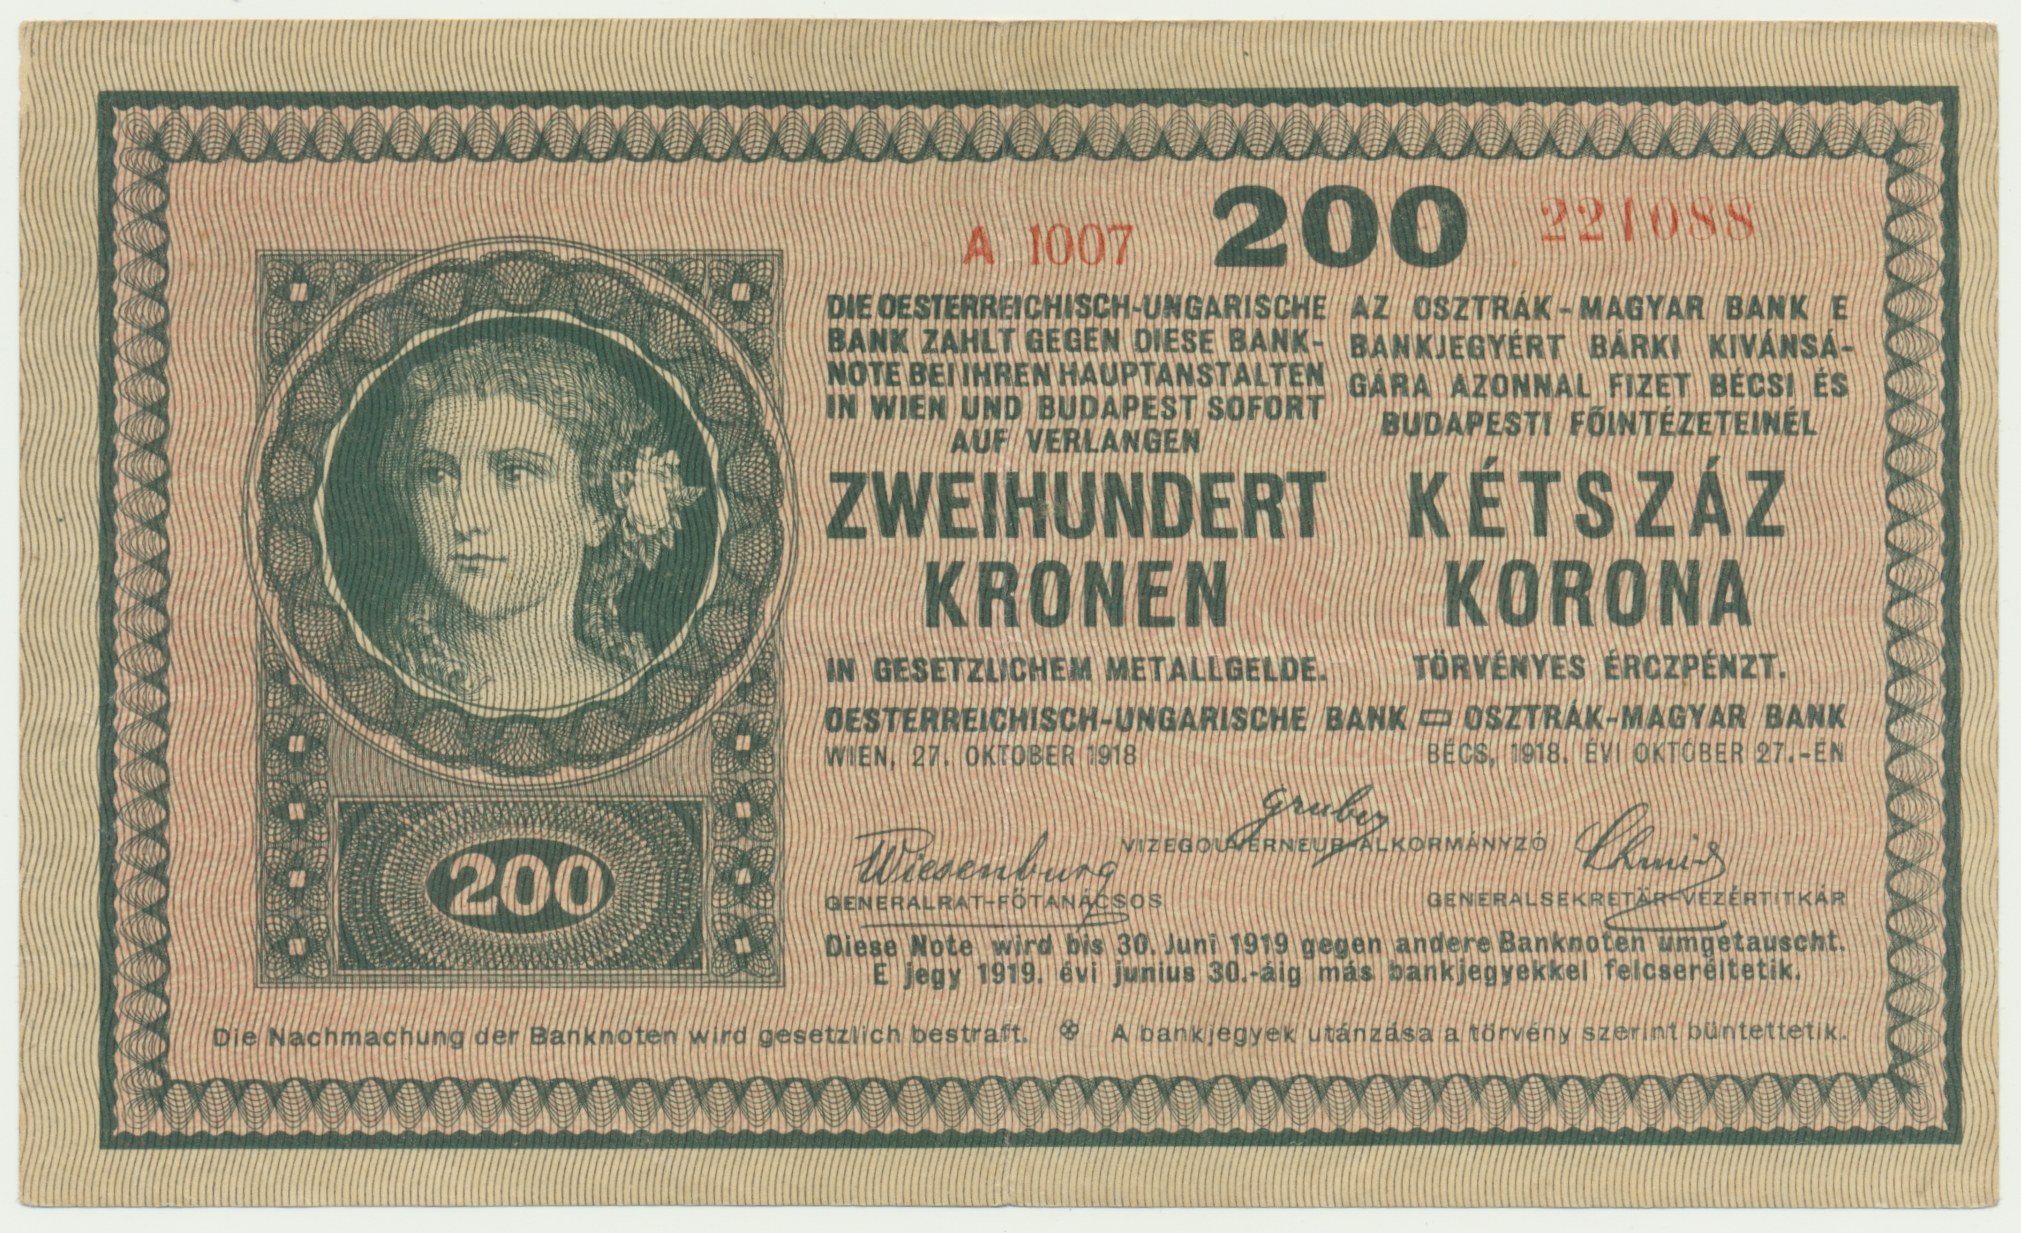 A 1007 200 221088
DIE OESTERREICHISCH-UNGARISCHE
BANK ZAHLT GEGEN DIESE BANK-
NOTE BEI IHREN HAUPTANSTALTEN
IN WIEN UND BUDAPEST SOFORT
AUF VERLANGEN
ZWEIHUNDERT
KRONEN
IN GESETZLICHEM METALLGELDE.
AZ OSZTRÁK-MAGYAR BANK E
BANKJEGYÉRT BÁRKI KIVÁNSÁ-
GÁRA AZONNAL FIZET BÉCSI ÉS
BUDAPESTI FŐINTÉZETEINÉL
KÉTSZÁZ
KORONA
TÖRVÉNYES ÉRCZPÉNZT.
OESTERREICHISCH-UNGARISCHE BANK OSZTRÁK-MAGYAR BANK
WIEN, 27. OKTOBER 1918 BÉCS, 1918. ÉVI OKTÓBER 27.-ÉN
Gruber
VIZEGOUVERNEUR-ALKORMÁNYZÓ
Wiesenburg
GENERALRAT-FŐTANÁCSOS
Schmid
GENERALSEKRETÄR-VEZÉRTITKÁR
Diese Note wird bis 30. Juni 1919 gegen andere Banknoten umgetauscht.
E jegy 1919. évi junius 30.-áig más bankjegyekkel felcseréltetik.
200
Die Nachmachung der Banknoten wird gesetzlich bestraft. A bankjegyek utánzása a törvény szerint büntettetik.